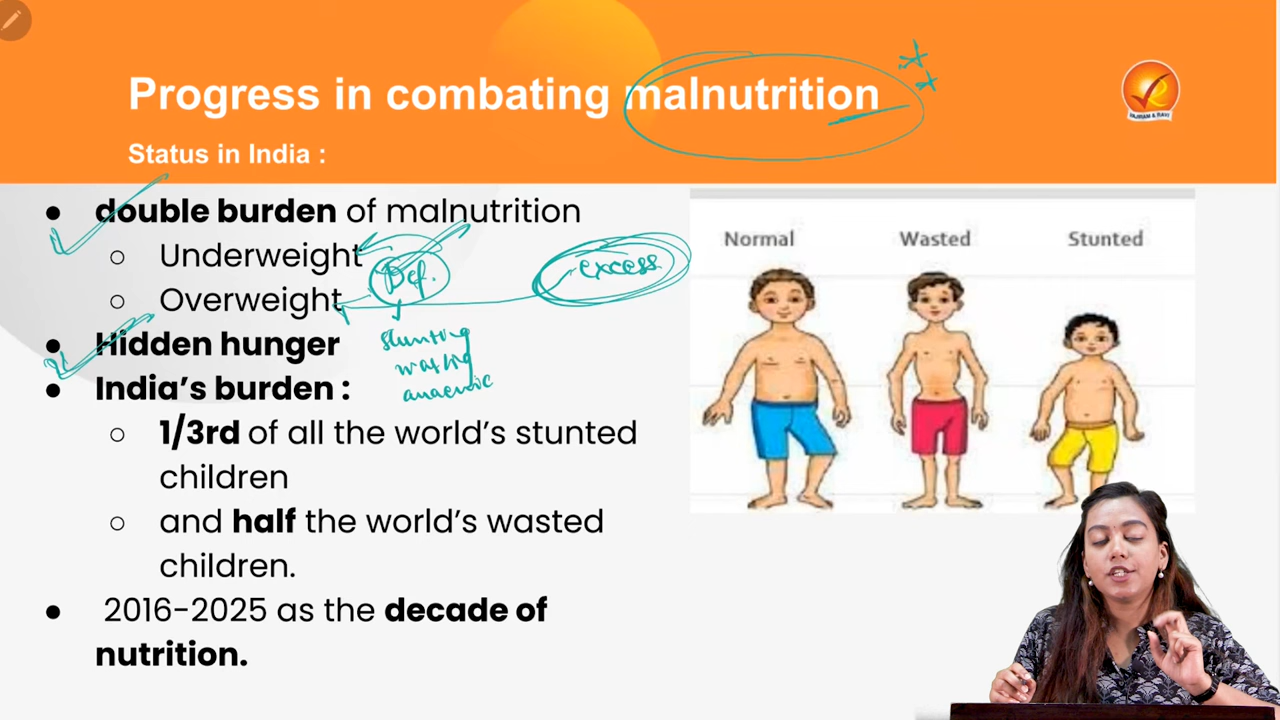 Progress in combating malnutrition
Status in India :
VAJIRAM & RAVI
● double burden of malnutrition
○ Underweight
Def.
excess
○ Overweight
stunting
wasting
anaemic
● Hidden hunger
● India’s burden :
○ 1/3rd of all the world’s stunted
children
○ and half the world’s wasted
children.
● 2016-2025 as the decade of
nutrition.
Normal
Wasted
Stunted